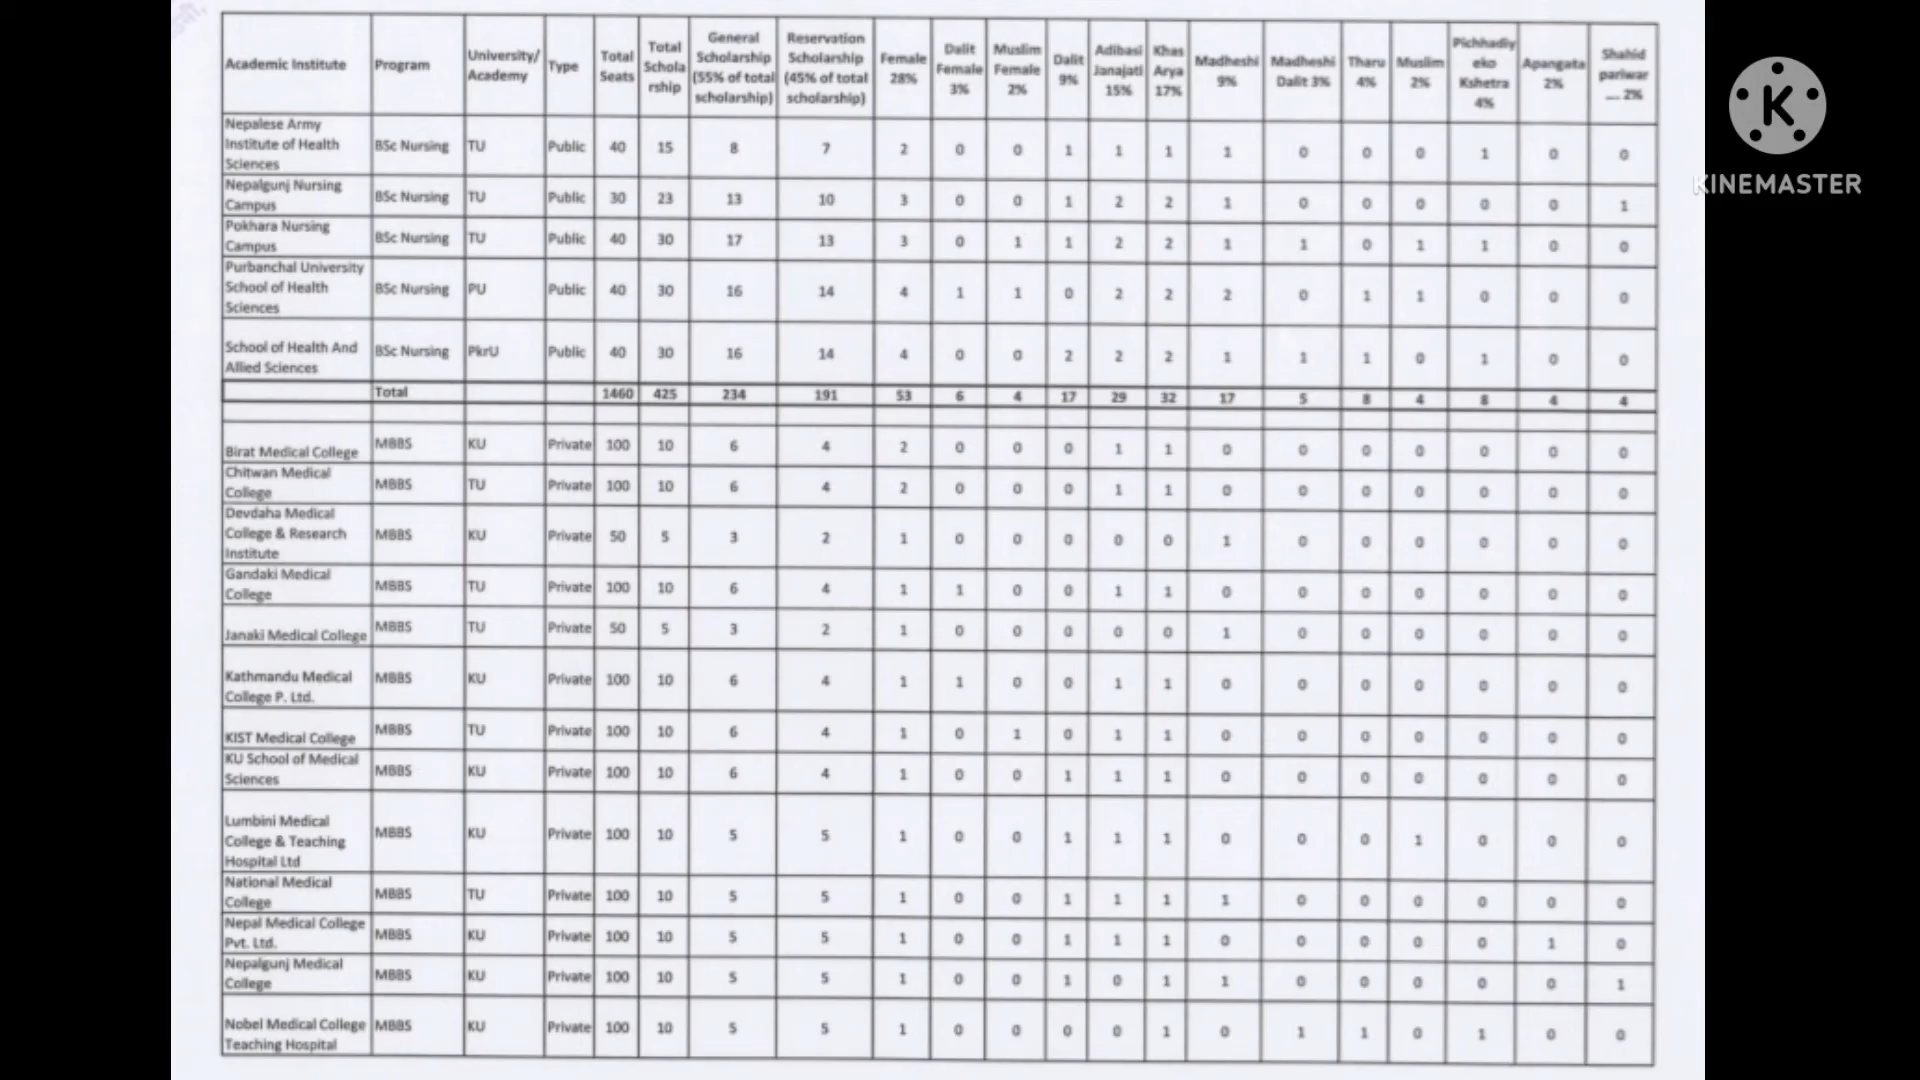 Academic Institute Program University/ Academy Type Total Seats Total Schola rship General Scholarship (55% of total scholarship) Reservation Scholarship (45% of total scholarship) Female 28% Dalit Female 3% Muslim Female 2% Dalit 9% Adibasi Janajati 15% Khas Arya 17% Madheshi 9% Madheshi Dalit 3% Tharu 4% Muslim 2% Pichhadiy eko Kshetra 4% Apangata 2% Shahid pariwar .... 2%
Nepalese Army Institute of Health Sciences BSc Nursing TU Public 40 15 8 7 2 0 0 1 1 1 1 0 0 0 1 0 0
Nepalgunj Nursing Campus BSc Nursing TU Public 30 23 13 10 3 0 0 1 2 2 1 0 0 0 0 0 1
Pokhara Nursing Campus BSc Nursing TU Public 40 30 17 13 3 0 1 1 2 2 1 1 0 1 1 0 0
Purbanchal University School of Health Sciences BSc Nursing PU Public 40 30 16 14 4 1 1 0 2 2 2 0 1 1 0 0 0
School of Health And Allied Sciences BSc Nursing PkrU Public 40 30 16 14 4 0 0 2 2 2 1 1 1 0 1 0 0
Total 1460 425 234 191 53 6 4 17 29 32 17 5 8 4 8 4 4
Birat Medical College MBBS KU Private 100 10 6 4 2 0 0 0 1 1 0 0 0 0 0 0 0
Chitwan Medical College MBBS TU Private 100 10 6 4 2 0 0 0 1 1 0 0 0 0 0 0 0
Devdaha Medical College & Research Institute MBBS KU Private 50 5 3 2 1 0 0 0 0 0 1 0 0 0 0 0 0
Gandaki Medical College MBBS TU Private 100 10 6 4 1 1 0 0 1 1 0 0 0 0 0 0 0
Janaki Medical College MBBS TU Private 50 5 3 2 1 0 0 0 0 0 1 0 0 0 0 0 0
Kathmandu Medical College P. Ltd. MBBS KU Private 100 10 6 4 1 1 0 0 1 1 0 0 0 0 0 0 0
KIST Medical College MBBS TU Private 100 10 6 4 1 0 1 0 1 1 0 0 0 0 0 0 0
KU School of Medical Sciences MBBS KU Private 100 10 6 4 1 0 0 1 1 1 0 0 0 0 0 0 0
Lumbini Medical College & Teaching Hospital Ltd MBBS KU Private 100 10 5 5 1 0 0 1 1 1 0 0 0 1 0 0 0
National Medical College MBBS TU Private 100 10 5 5 1 0 0 1 1 1 1 0 0 0 0 0 0
Nepal Medical College Pvt. Ltd. MBBS KU Private 100 10 5 5 1 0 0 1 1 1 0 0 0 0 0 1 0
Nepalgunj Medical College MBBS KU Private 100 10 5 5 1 0 0 1 0 1 1 0 0 0 0 0 1
Nobel Medical College Teaching Hospital MBBS KU Private 100 10 5 5 1 0 0 0 0 1 0 1 1 0 1 0 0
K
KINEMASTER